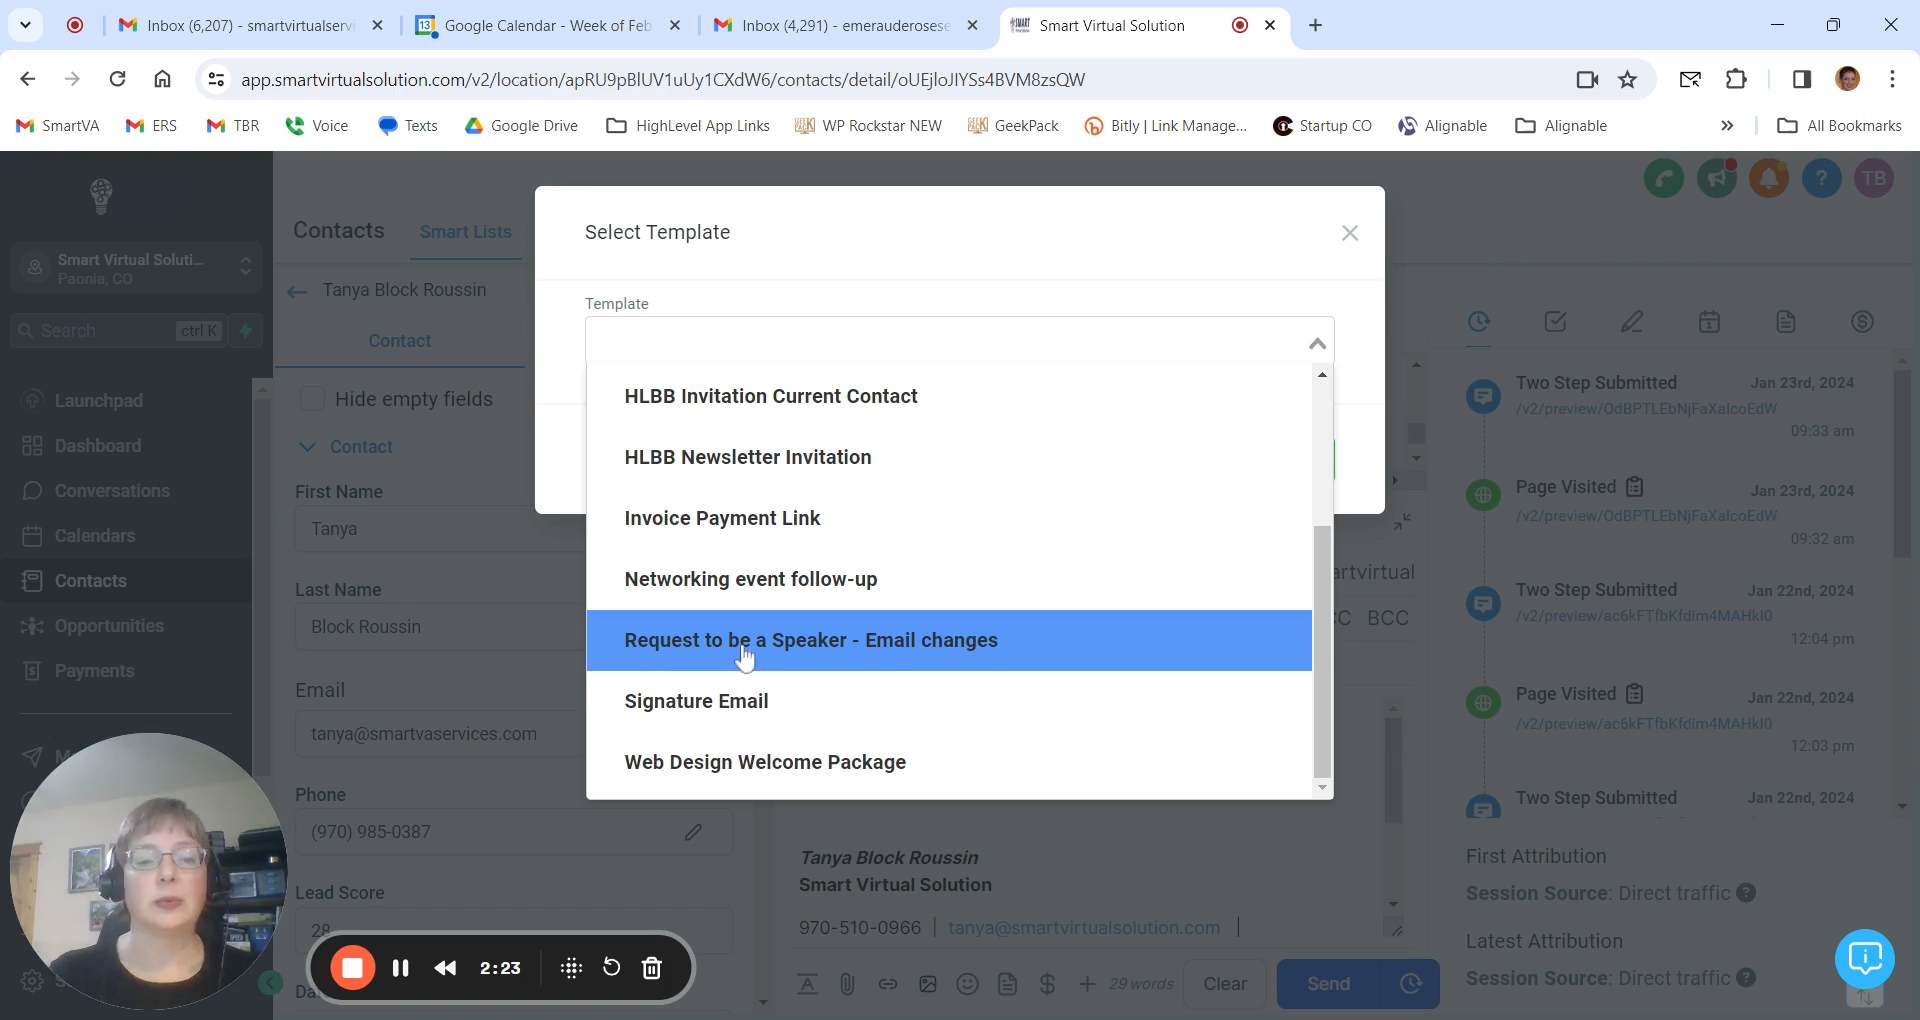 Inbox (6,207) - smartvirtualserv
Google Calendar - Week of Feb
Inbox (4,291) - emerauderosese
Smart Virtual Solution
app.smartvirtualsolution.com/v2/location/apRU9pBlUV1uUy1CXdW6/contacts/detail/oUEjloJIYSs4BVM8zsQW
SmartVA
ERS
TBR
Voice
Texts
Google Drive
HighLevel App Links
WP Rockstar NEW
GeekPack
Bitly | Link Manage...
Startup CO
Alignable
Alignable
All Bookmarks
TB
Contacts
Smart Lists
Smart Virtual Soluti...
Paonia, CO
Search
ctrl K
Launchpad
Dashboard
Conversations
Calendars
Contacts
Opportunities
Payments
Tanya Block Roussin
Contact
Hide empty fields
Contact
First Name
Tanya
Last Name
Block Roussin
Email
tanya@smartvaservices.com
Phone
(970) 985-0387
Lead Score
28
2:23
Select Template
Template
HLBB Invitation Current Contact
HLBB Newsletter Invitation
Invoice Payment Link
Networking event follow-up
Request to be a Speaker - Email changes
Signature Email
Web Design Welcome Package
artvirtual
CC BCC
Tanya Block Roussin
Smart Virtual Solution
970-510-0966 | tanya@smartvirtualsolution.com |
29 words
Clear
Send
Two Step Submitted
Jan 23rd, 2024
/v2/preview/OdBPTLEbNjFaXalcoEdW
09:33 am
Page Visited
Jan 23rd, 2024
/v2/preview/OdBPTLEbNjFaXalcoEdW
09:32 am
Two Step Submitted
Jan 22nd, 2024
/v2/preview/ac6kFTfbKfdim4MAHkl0
12:04 pm
Page Visited
Jan 22nd, 2024
/v2/preview/ac6kFTfbKfdim4MAHkl0
12:03 pm
Two Step Submitted
Jan 22nd, 2024
First Attribution
Session Source: Direct traffic
Latest Attribution
Session Source: Direct traffic